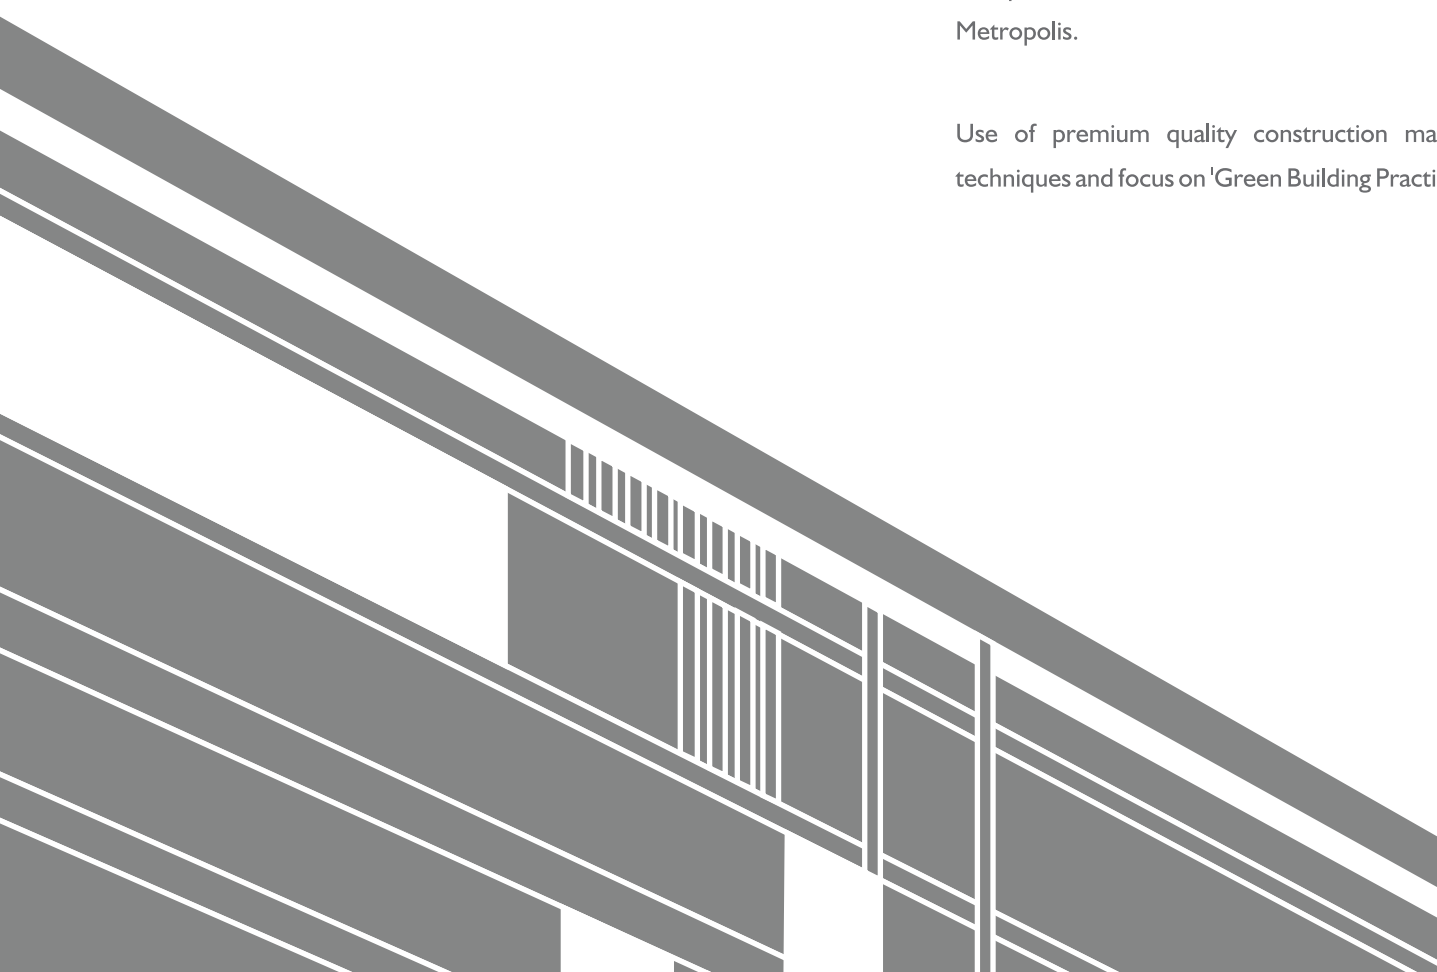 Metropolis.
Use of premium quality construction ma
techniques and focus on 'Green Building Practi